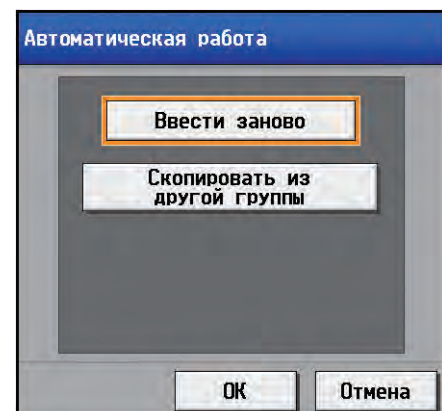 Автоматическая работа
Ввести заново
Скопировать из
другой группы
OK
Отмена